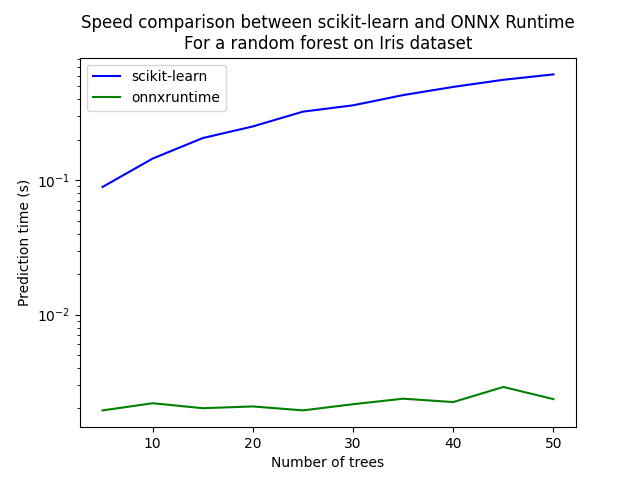 Speed comparison between scikit-learn and ONNX Runtime
For a random forest on Iris dataset
scikit-learn
onnxruntime
Prediction time (s)
10⁻¹
10⁻²
10 20 30 40 50
Number of trees